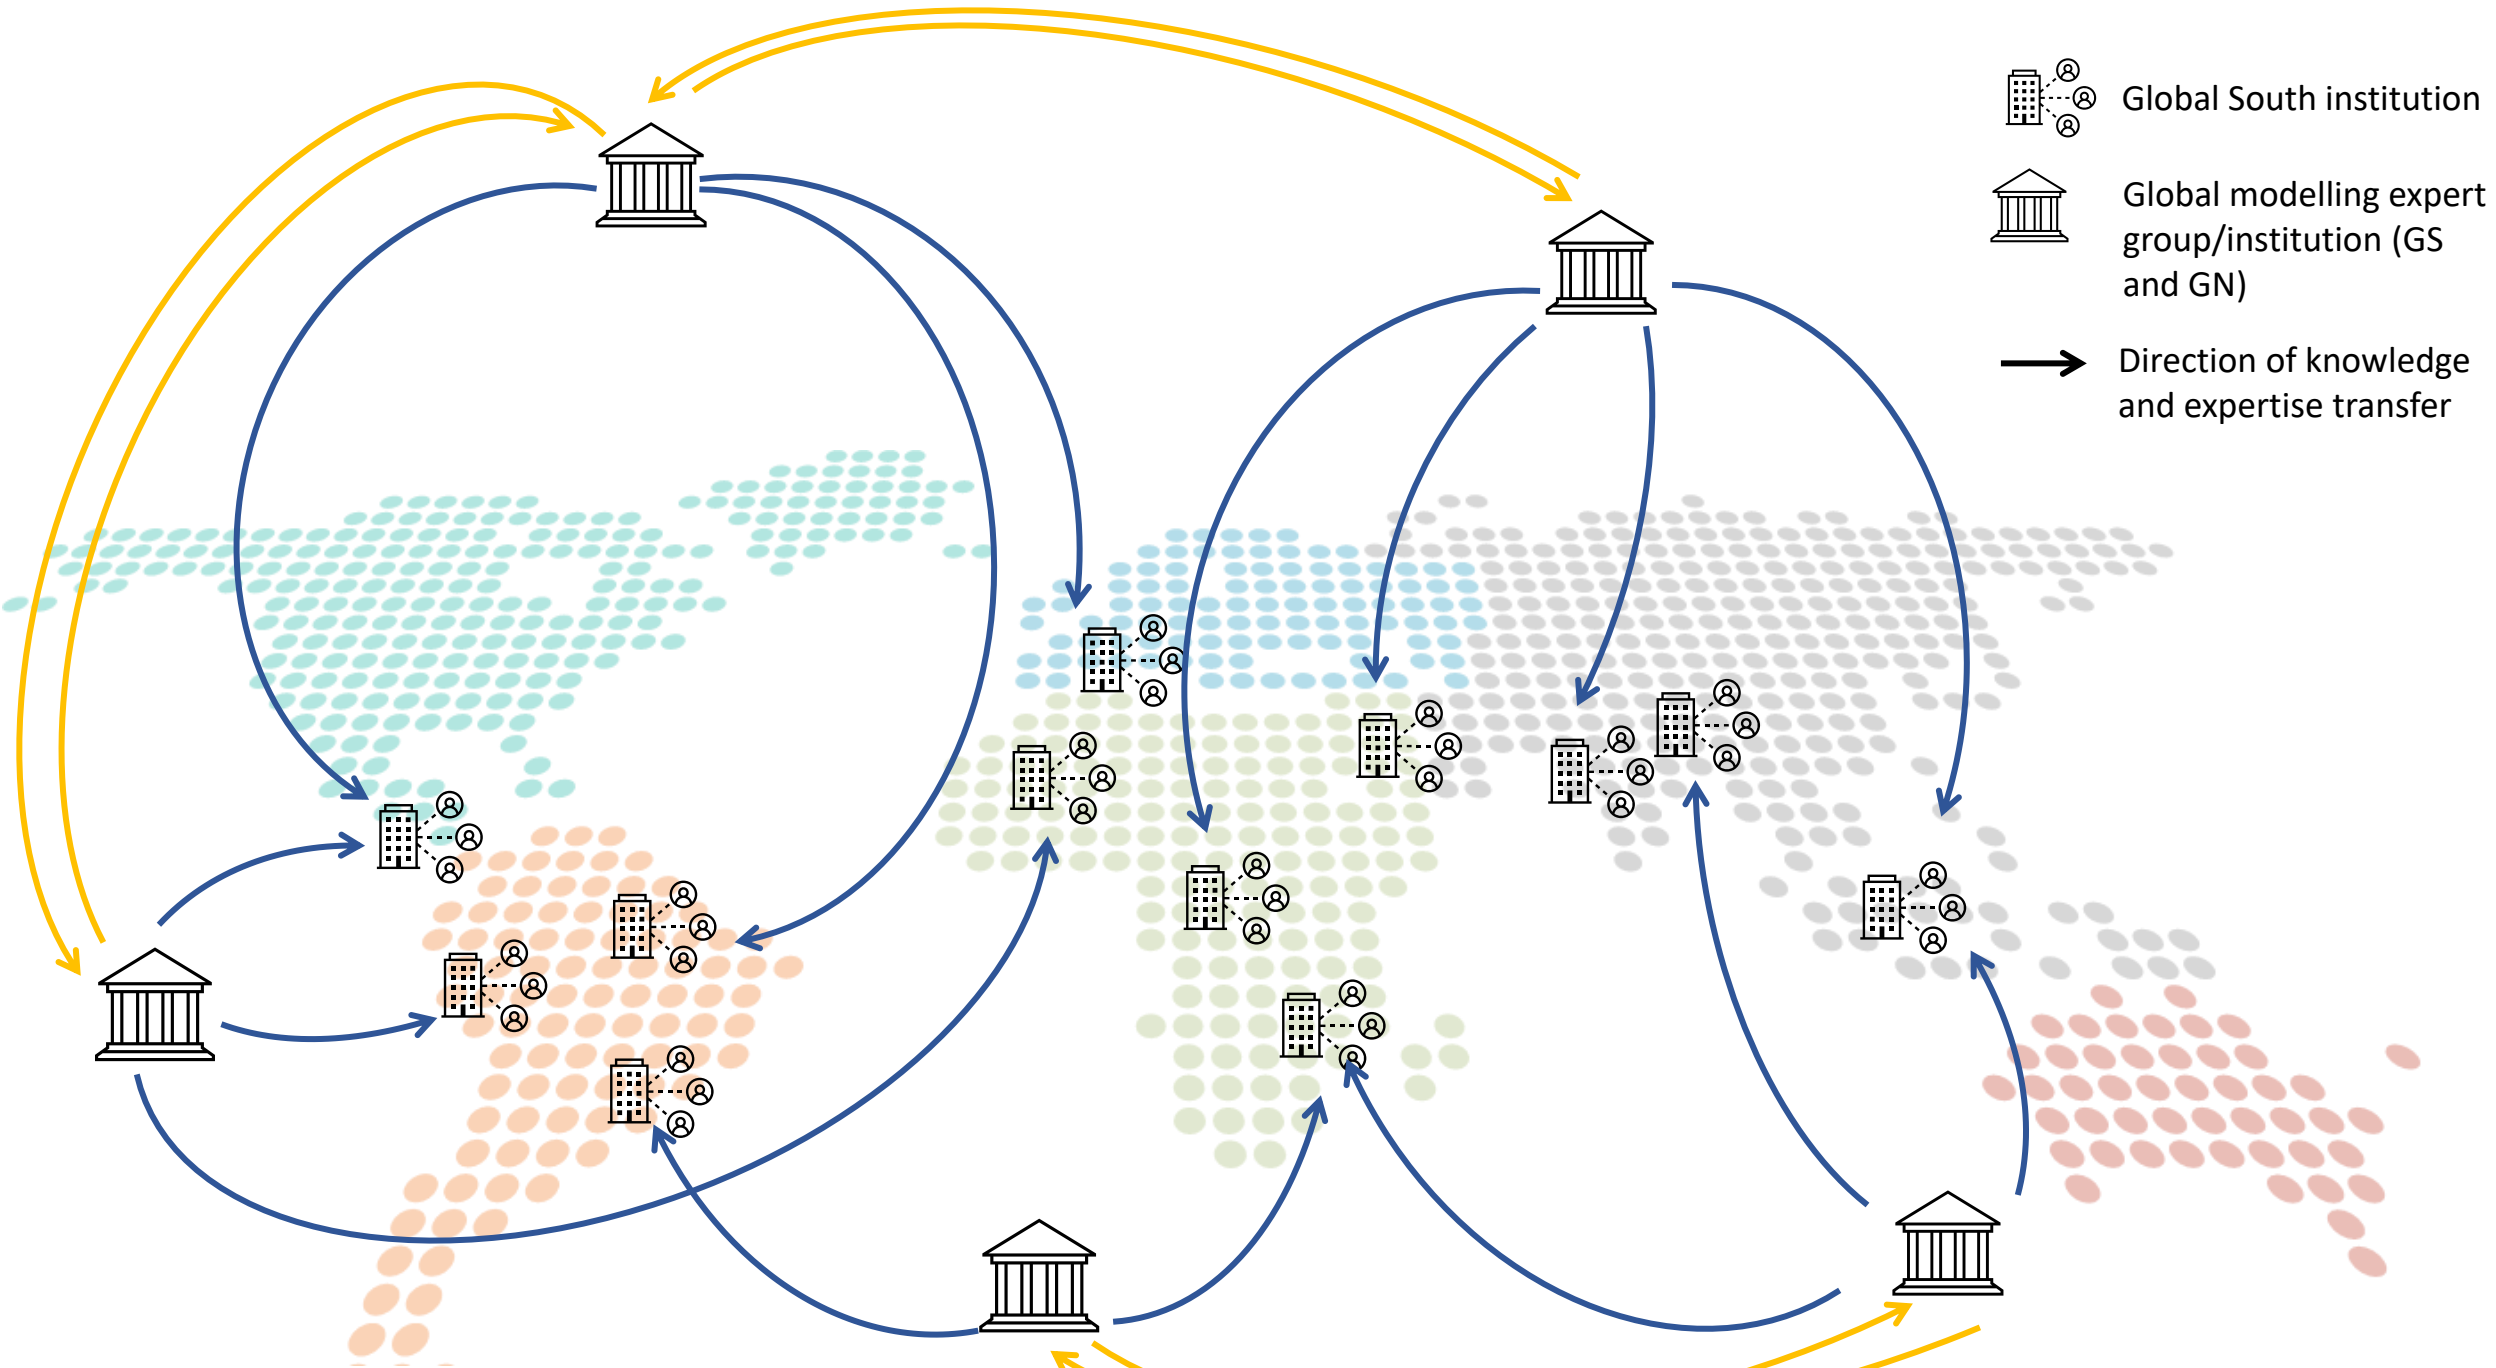 Global South institution
Global modelling expert
group/institution (GS
and GN)
Direction of knowledge
and expertise transfer